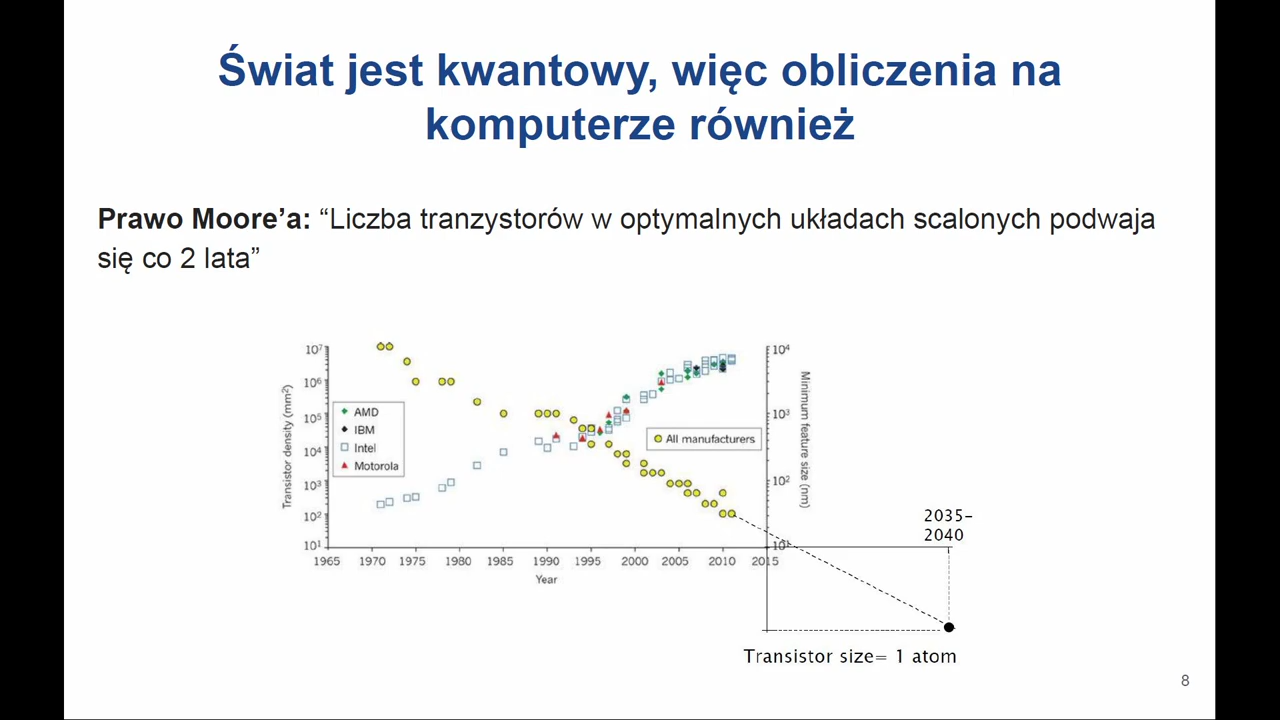 Świat jest kwantowy, więc obliczenia na
komputerze również
Prawo Moore’a: “Liczba tranzystorów w optymalnych układach scalonych podwaja
się co 2 lata”
Transistor density (mm²)
10⁷
10⁶
10⁵
10⁴
10³
10²
10¹
AMD
IBM
Intel
Motorola
All manufacturers
10⁴
10³
10²
10¹
Minimum feature size (nm)
1965 1970 1975 1980 1985 1990 1995 2000 2005 2010 2015
Year
2035-
2040
Transistor size= 1 atom
8